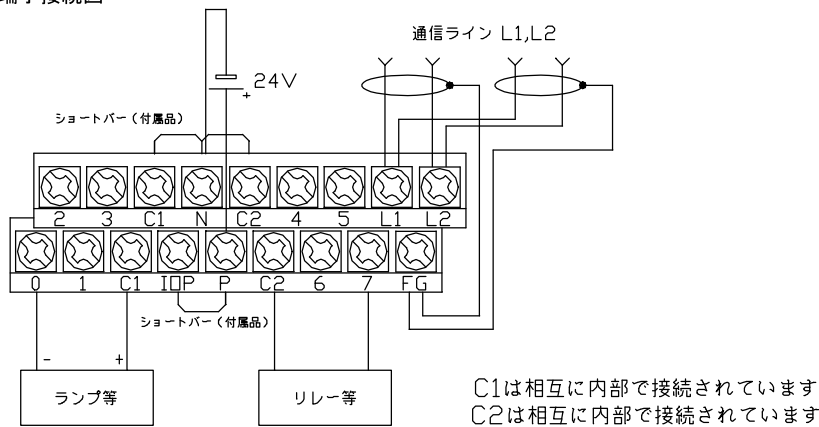 端子接続図
通信ライン L1,L2
24V
+
ショートバー(付属品)
2 3 C1 N C2 4 5 L1 L2
0 1 C1 IOP P C2 6 7 FG
ショートバー(付属品)
- +
ランプ等
リレー等
C1は相互に内部で接続されています
C2は相互に内部で接続されています